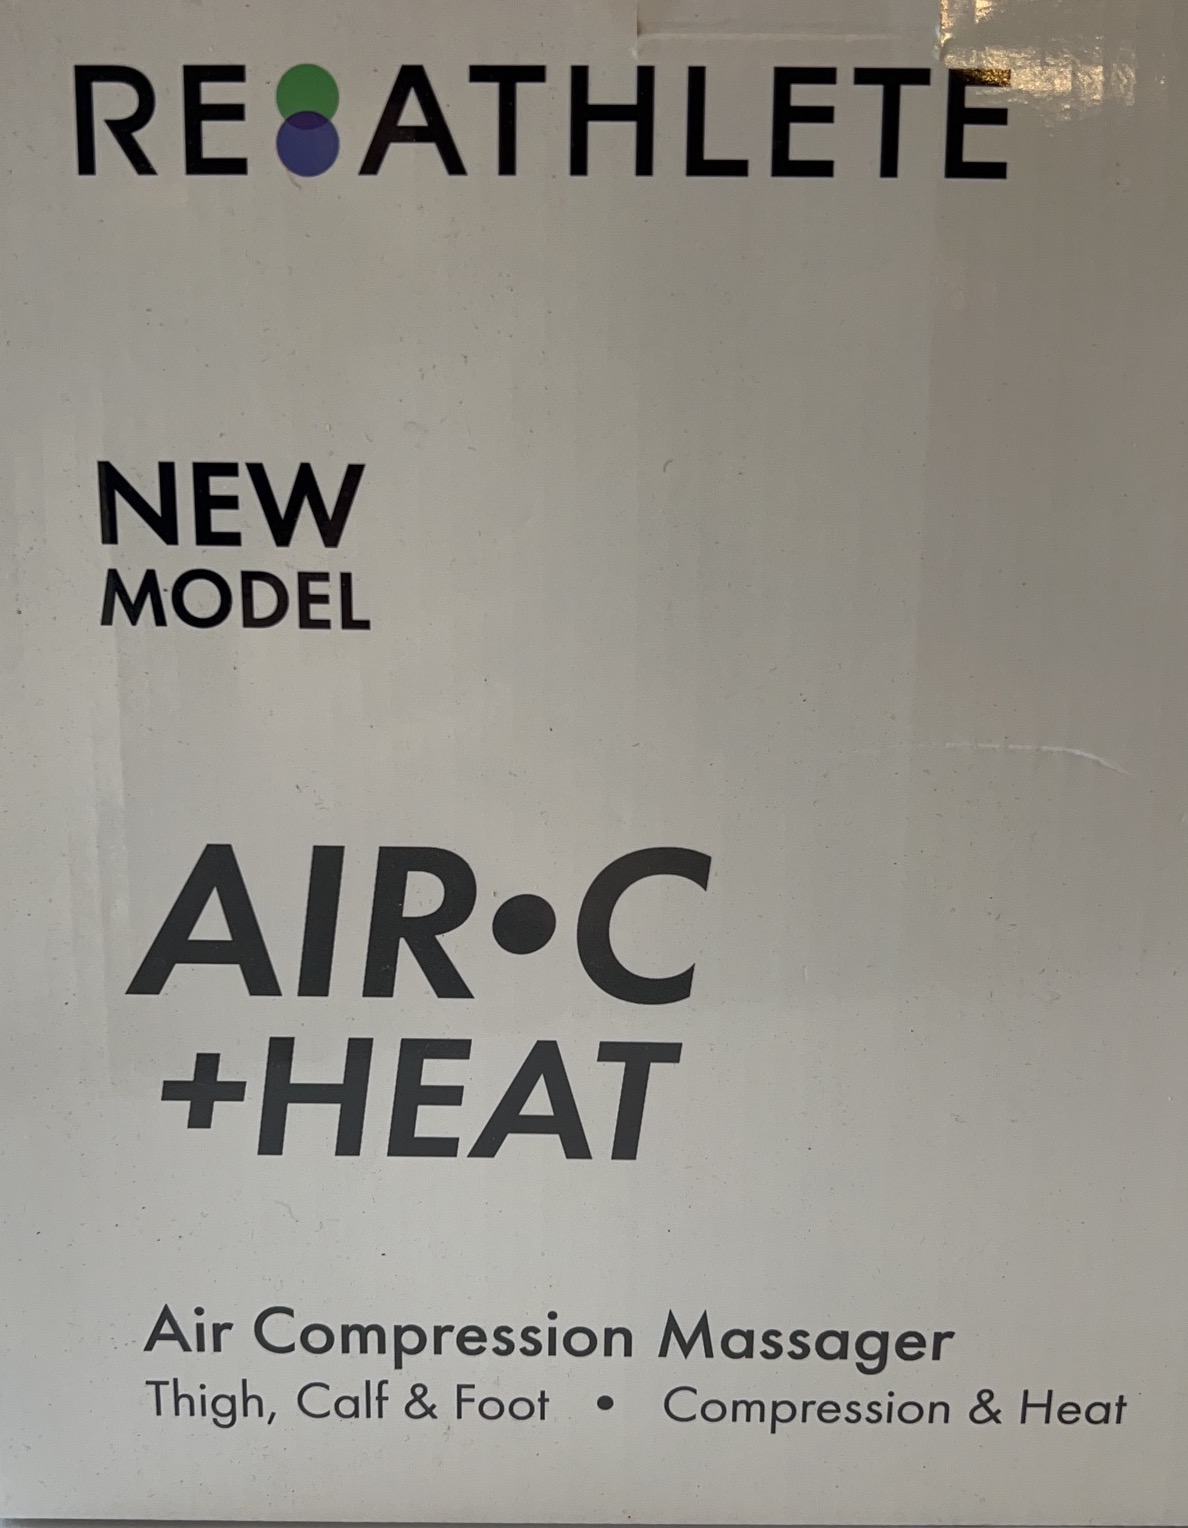 RE:ATHLETE
NEW
MODEL
AIR•C
+HEAT
Air Compression Massager
Thigh, Calf & Foot • Compression & Heat